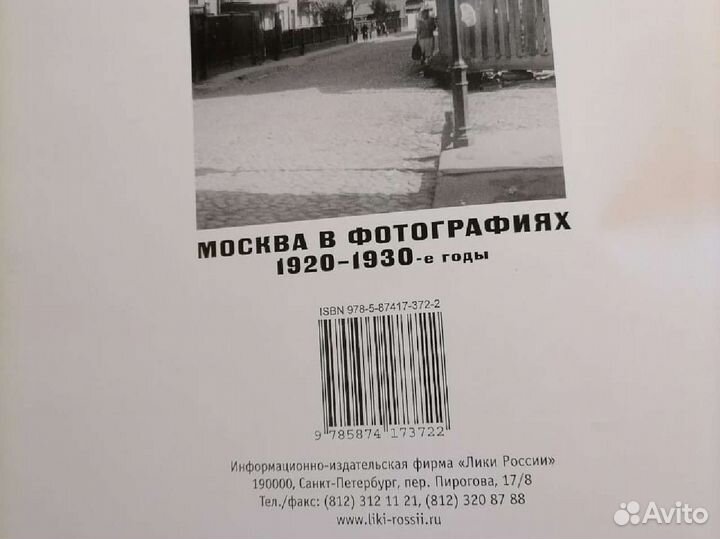 МОСКВА В ФОТОГРАФИЯХ
1920–1930-е годы
ISBN 978-5-87417-372-2
9 785874 173722
Информационно-издательская фирма «Лики России»
190000, Санкт-Петербург, пер. Пирогова, 17/8
Тел./факс: (812) 312 11 21, (812) 320 87 88
www.liki-rossii.ru
Avito